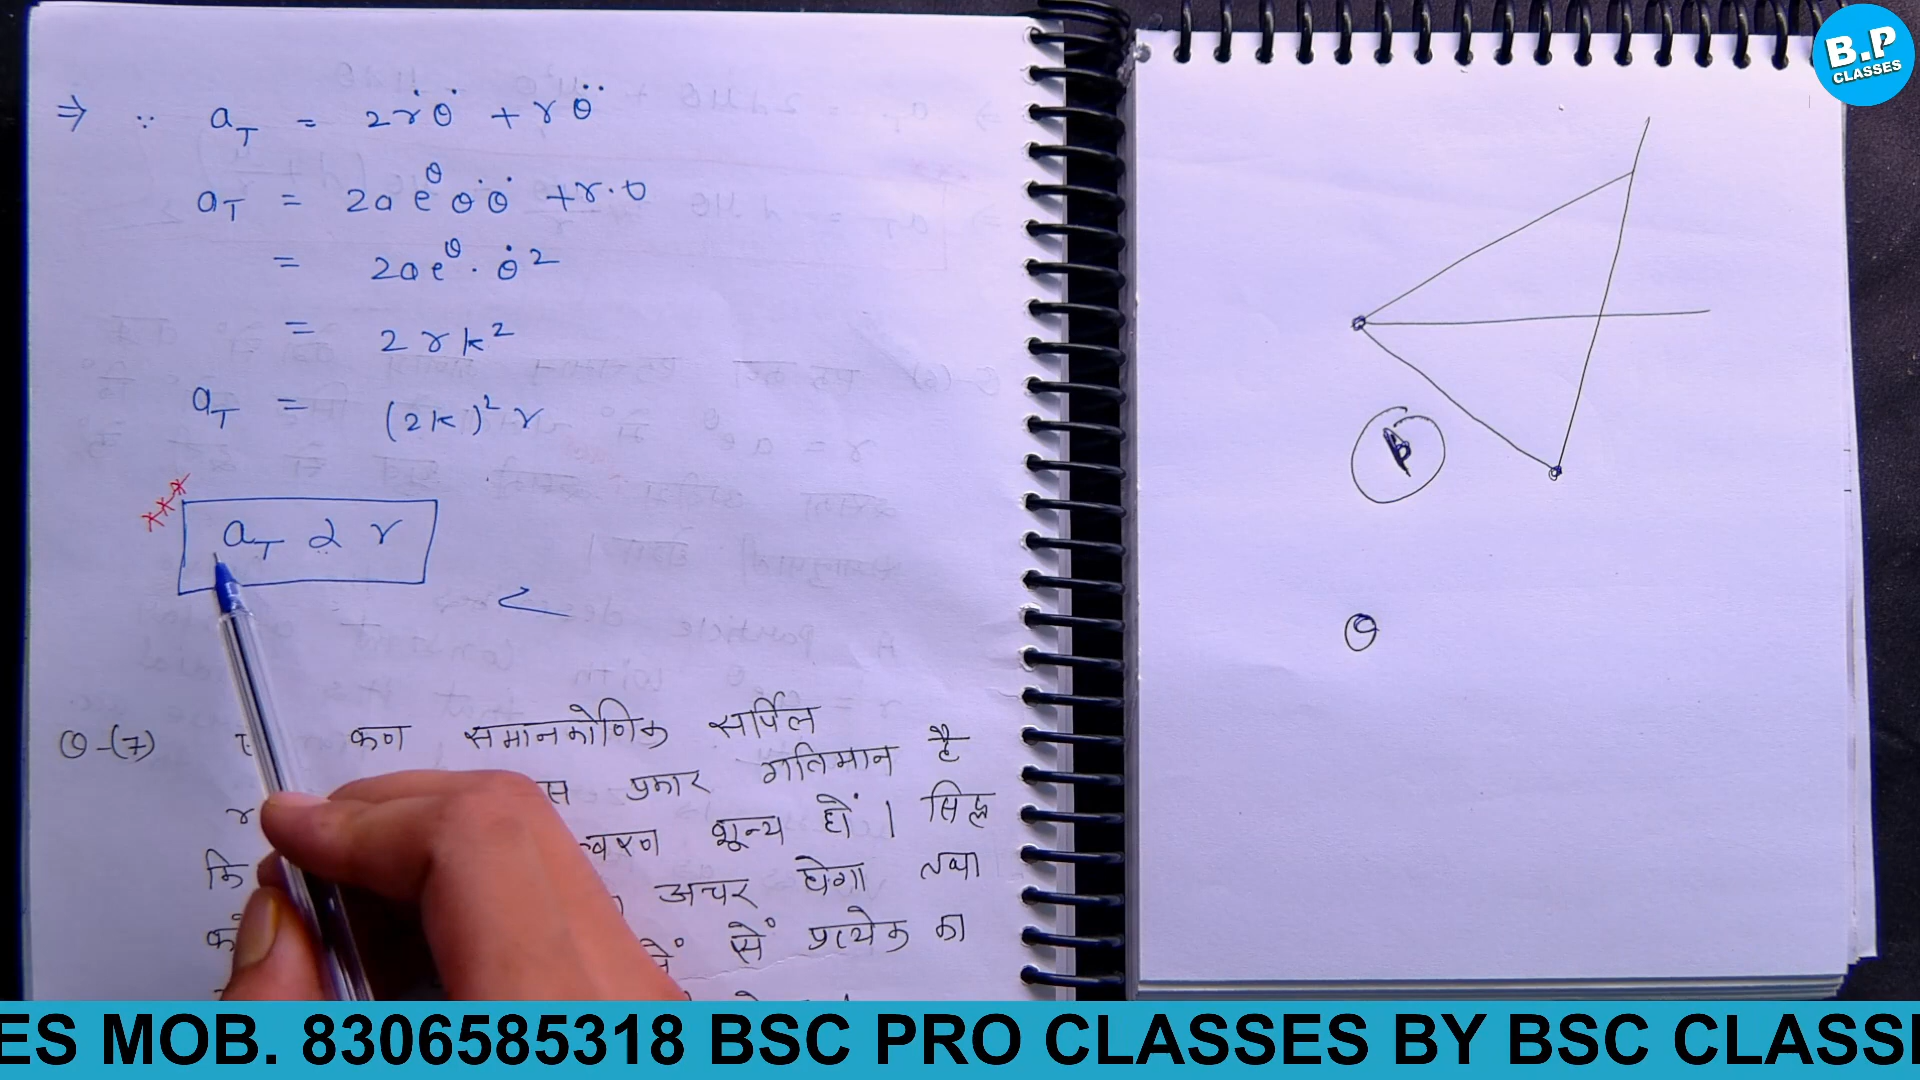 ⇒ ∵ a_T = 2ṙθ̇ + rθ̈
a_T = 2ae^θ θ̇θ̇ + r·0
= 2ae^θ · θ̇²
= 2rk²
a_T = (2k)² r
a_T α r
Q-(7) कण समानकोणिक सर्पिल
r प्रकार गतिमान है
शून्य हों । सिद्ध
कि अचर होगा तथा
में से प्रत्येक का
b
θ
B.P
CLASSES
ES MOB. 8306585318 BSC PRO CLASSES BY BSC CLASS